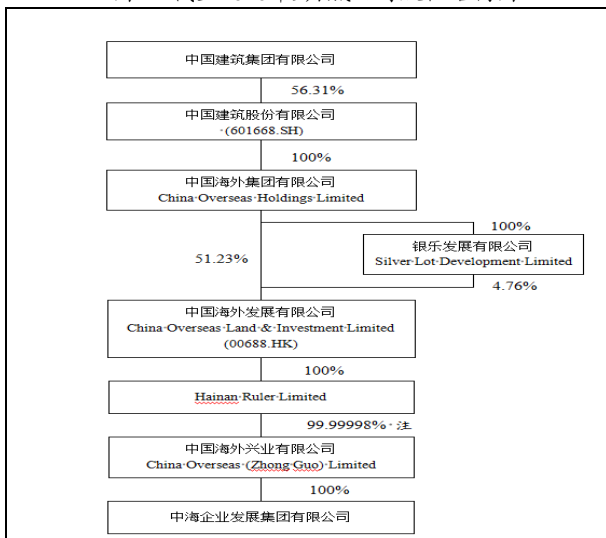 中国建筑集团有限公司
56.31%
中国建筑股份有限公司
(601668.SH)
100%
中国海外集团有限公司
China Overseas Holdings Limited
100%
银乐发展有限公司
Silver Lot Development Limited
51.23%
4.76%
中国海外发展有限公司
China Overseas Land & Investment Limited
(00688.HK)
100%
Hainan Ruler Limited
99.99998% 注
中国海外兴业有限公司
China Overseas (Zhong Guo) Limited
100%
中海企业发展集团有限公司